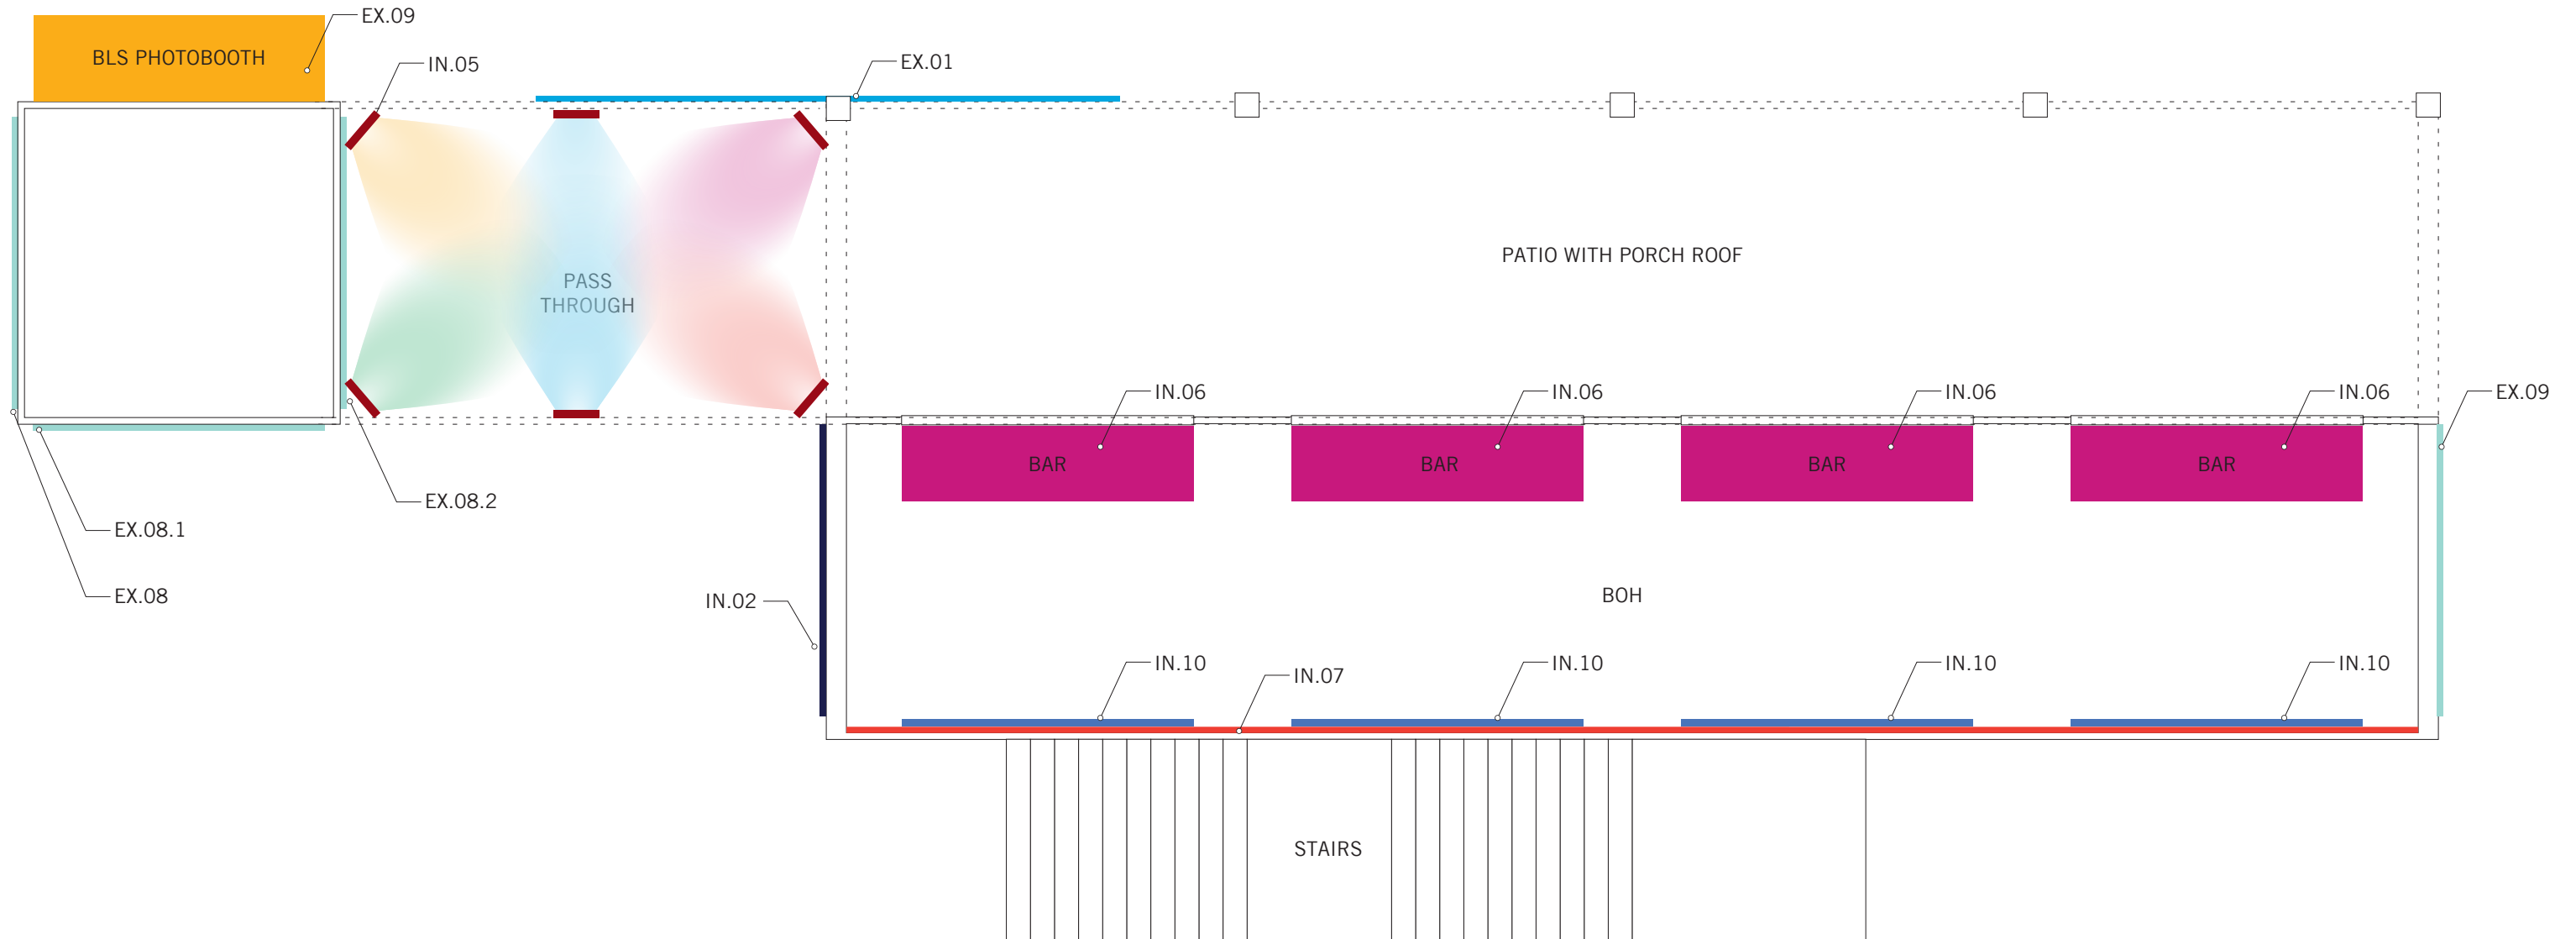 EX.09
BLS PHOTOBOOTH
IN.05
EX.01
PATIO WITH PORCH ROOF
PASS
THROUGH
IN.06
IN.06
IN.06
IN.06
EX.09
BAR
BAR
BAR
BAR
EX.08.2
EX.08.1
EX.08
IN.02
BOH
IN.10
IN.07
IN.10
IN.10
IN.10
STAIRS